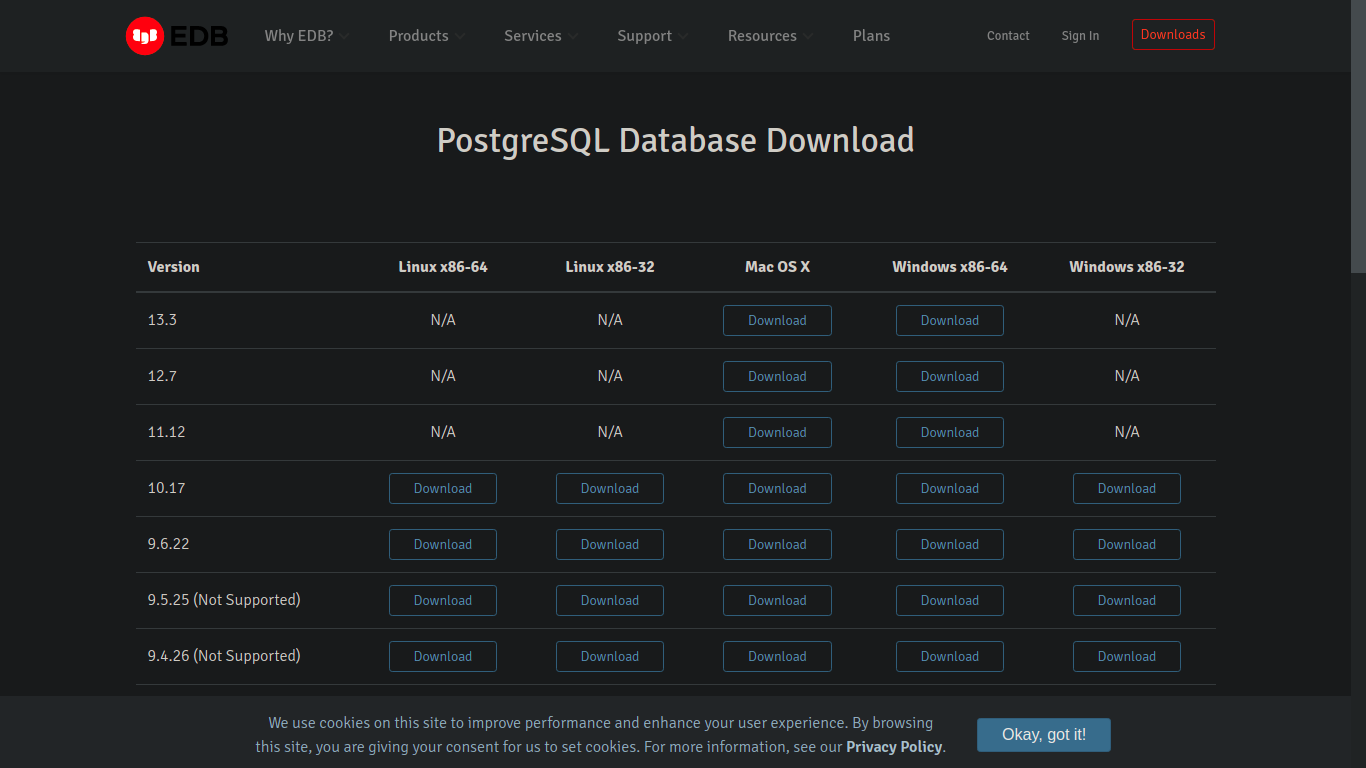 EDB Why EDB? Products Services Support Resources Plans Contact Sign In Downloads
PostgreSQL Database Download
Version Linux x86-64 Linux x86-32 Mac OS X Windows x86-64 Windows x86-32
13.3 N/A N/A Download Download N/A
12.7 N/A N/A Download Download N/A
11.12 N/A N/A Download Download N/A
10.17 Download Download Download Download Download
9.6.22 Download Download Download Download Download
9.5.25 (Not Supported) Download Download Download Download Download
9.4.26 (Not Supported) Download Download Download Download Download
We use cookies on this site to improve performance and enhance your user experience. By browsing
this site, you are giving your consent for us to set cookies. For more information, see our Privacy Policy.
Okay, got it!